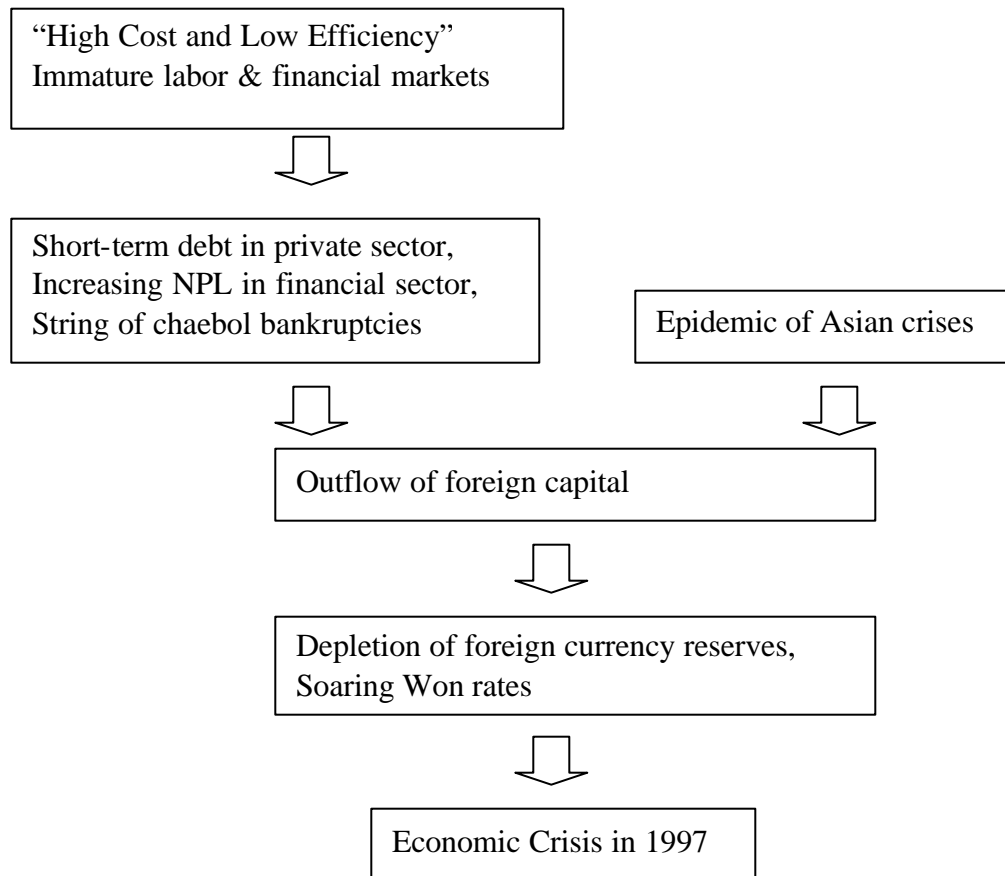 “High Cost and Low Efficiency”
Immature labor & financial markets
Short-term debt in private sector,
Increasing NPL in financial sector,
String of chaebol bankruptcies
Epidemic of Asian crises
Outflow of foreign capital
Depletion of foreign currency reserves,
Soaring Won rates
Economic Crisis in 1997